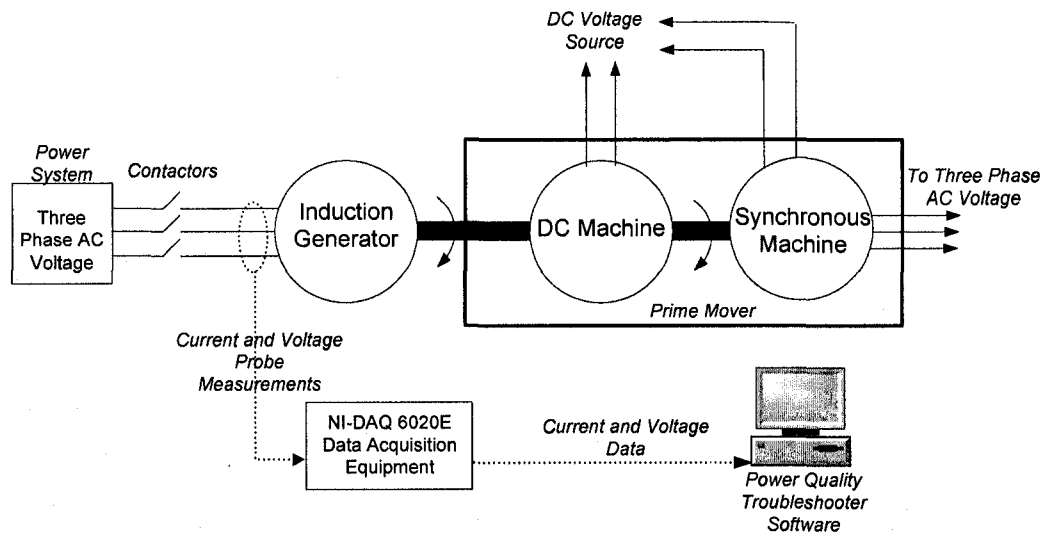 DC Voltage
Source
Power
System
Contactors
Three
Phase AC
Voltage
Induction
Generator
DC Machine
Synchronous
Machine
To Three Phase
AC Voltage
Prime Mover
Current and Voltage
Probe
Measurements
NI-DAQ 6020E
Data Acquisition
Equipment
Current and Voltage
Data
Power Quality
Troubleshooter
Software